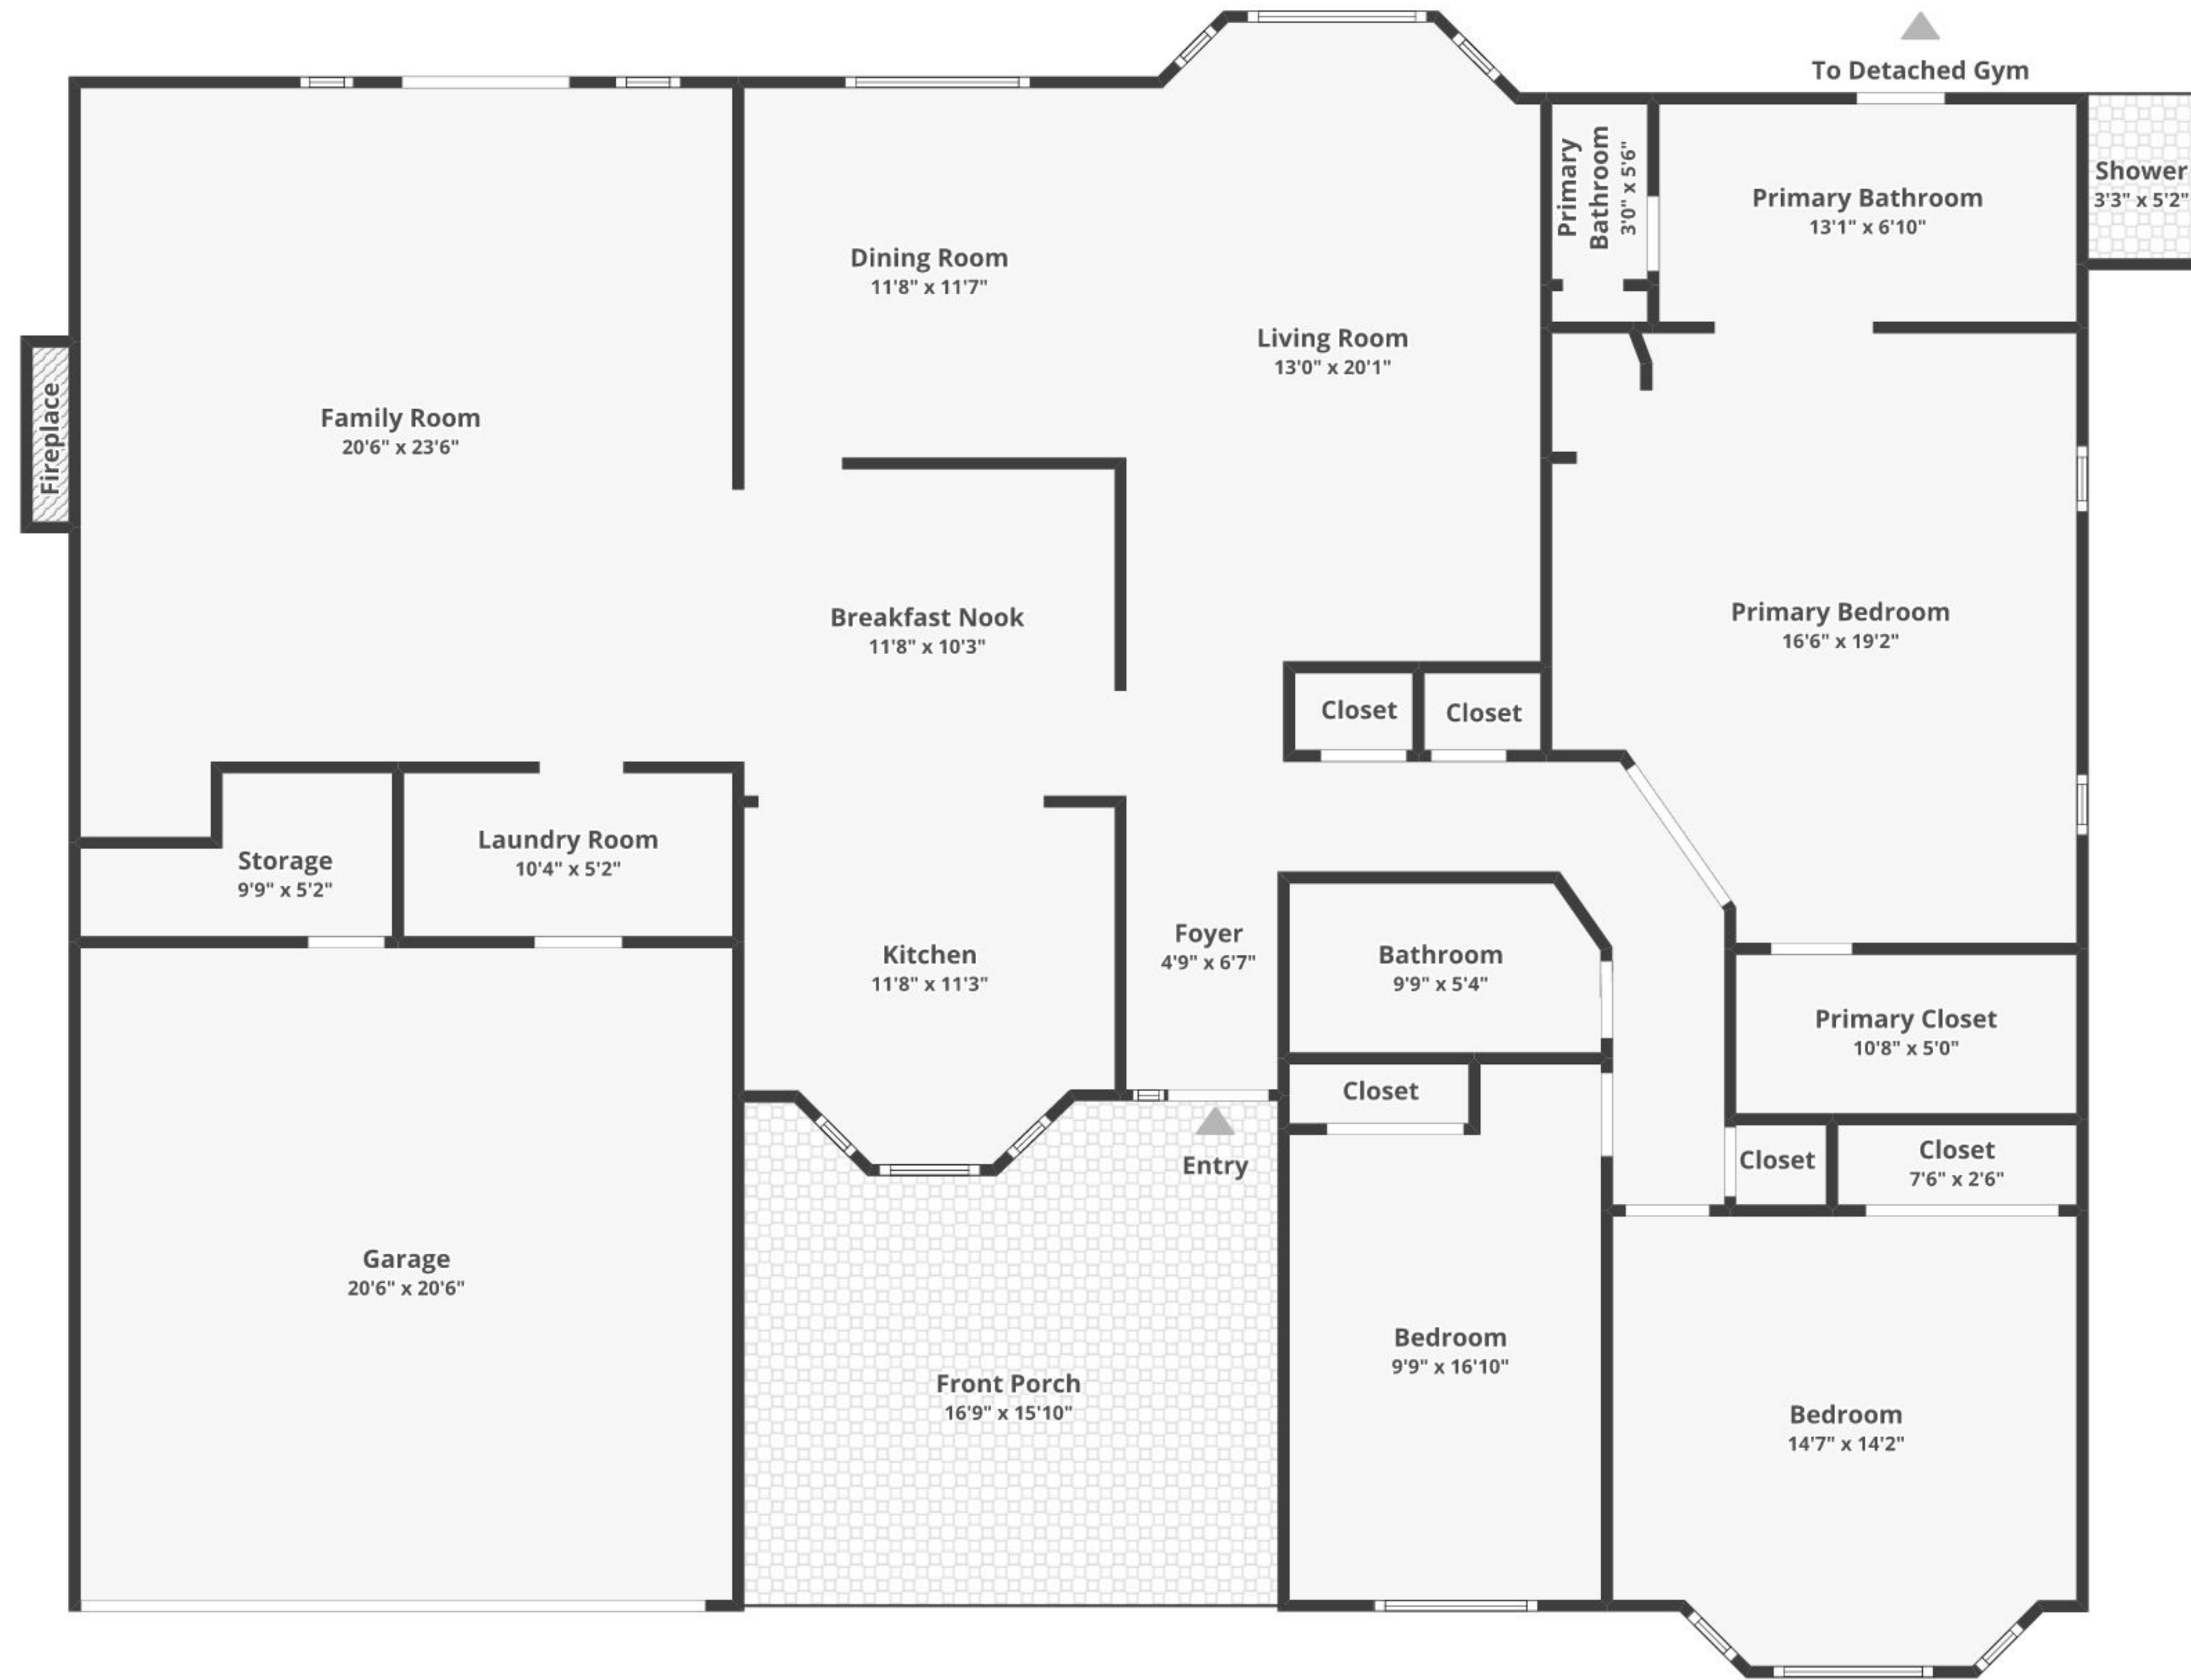 To Detached Gym
Primary
Bathroom
3'0" x 5'6"
Primary Bathroom
13'1" x 6'10"
Shower
3'3" x 5'2"
Dining Room
11'8" x 11'7"
Living Room
13'0" x 20'1"
Fireplace
Family Room
20'6" x 23'6"
Breakfast Nook
11'8" x 10'3"
Primary Bedroom
16'6" x 19'2"
Closet
Closet
Storage
9'9" x 5'2"
Laundry Room
10'4" x 5'2"
Kitchen
11'8" x 11'3"
Foyer
4'9" x 6'7"
Bathroom
9'9" x 5'4"
Primary Closet
10'8" x 5'0"
Closet
Entry
Closet
Closet
7'6" x 2'6"
Garage
20'6" x 20'6"
Front Porch
16'9" x 15'10"
Bedroom
9'9" x 16'10"
Bedroom
14'7" x 14'2"